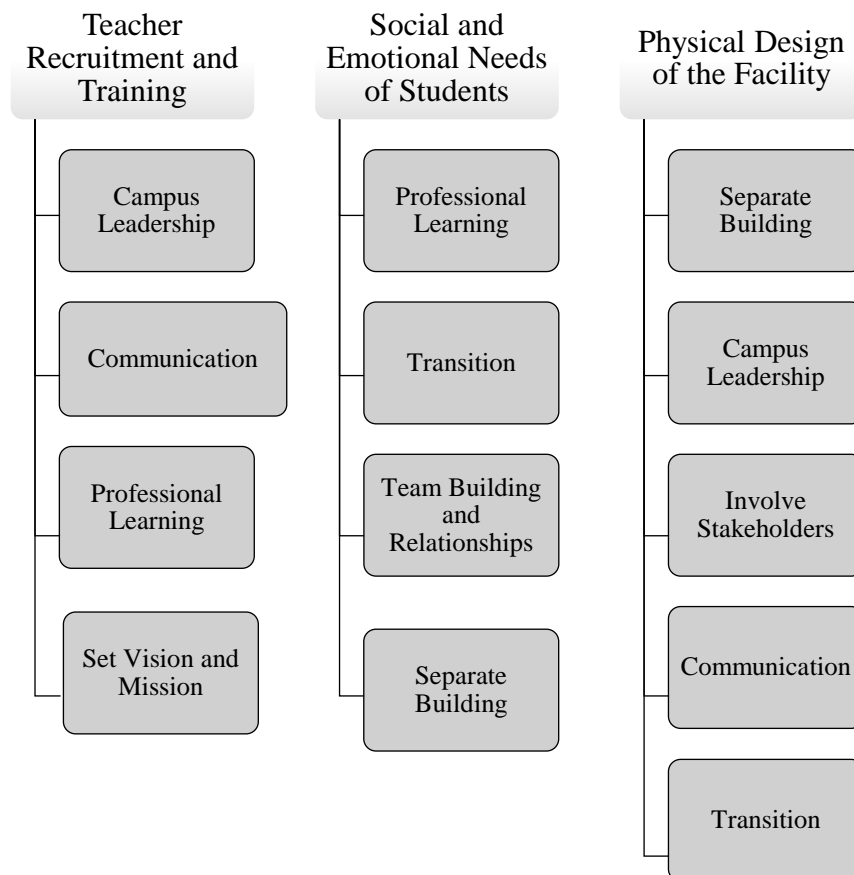 Teacher
Recruitment and
Training
Campus
Leadership
Communication
Professional
Learning
Set Vision and
Mission
Social and
Emotional Needs
of Students
Professional
Learning
Transition
Team Building
and
Relationships
Separate
Building
Physical Design
of the Facility
Separate
Building
Campus
Leadership
Involve
Stakeholders
Communication
Transition